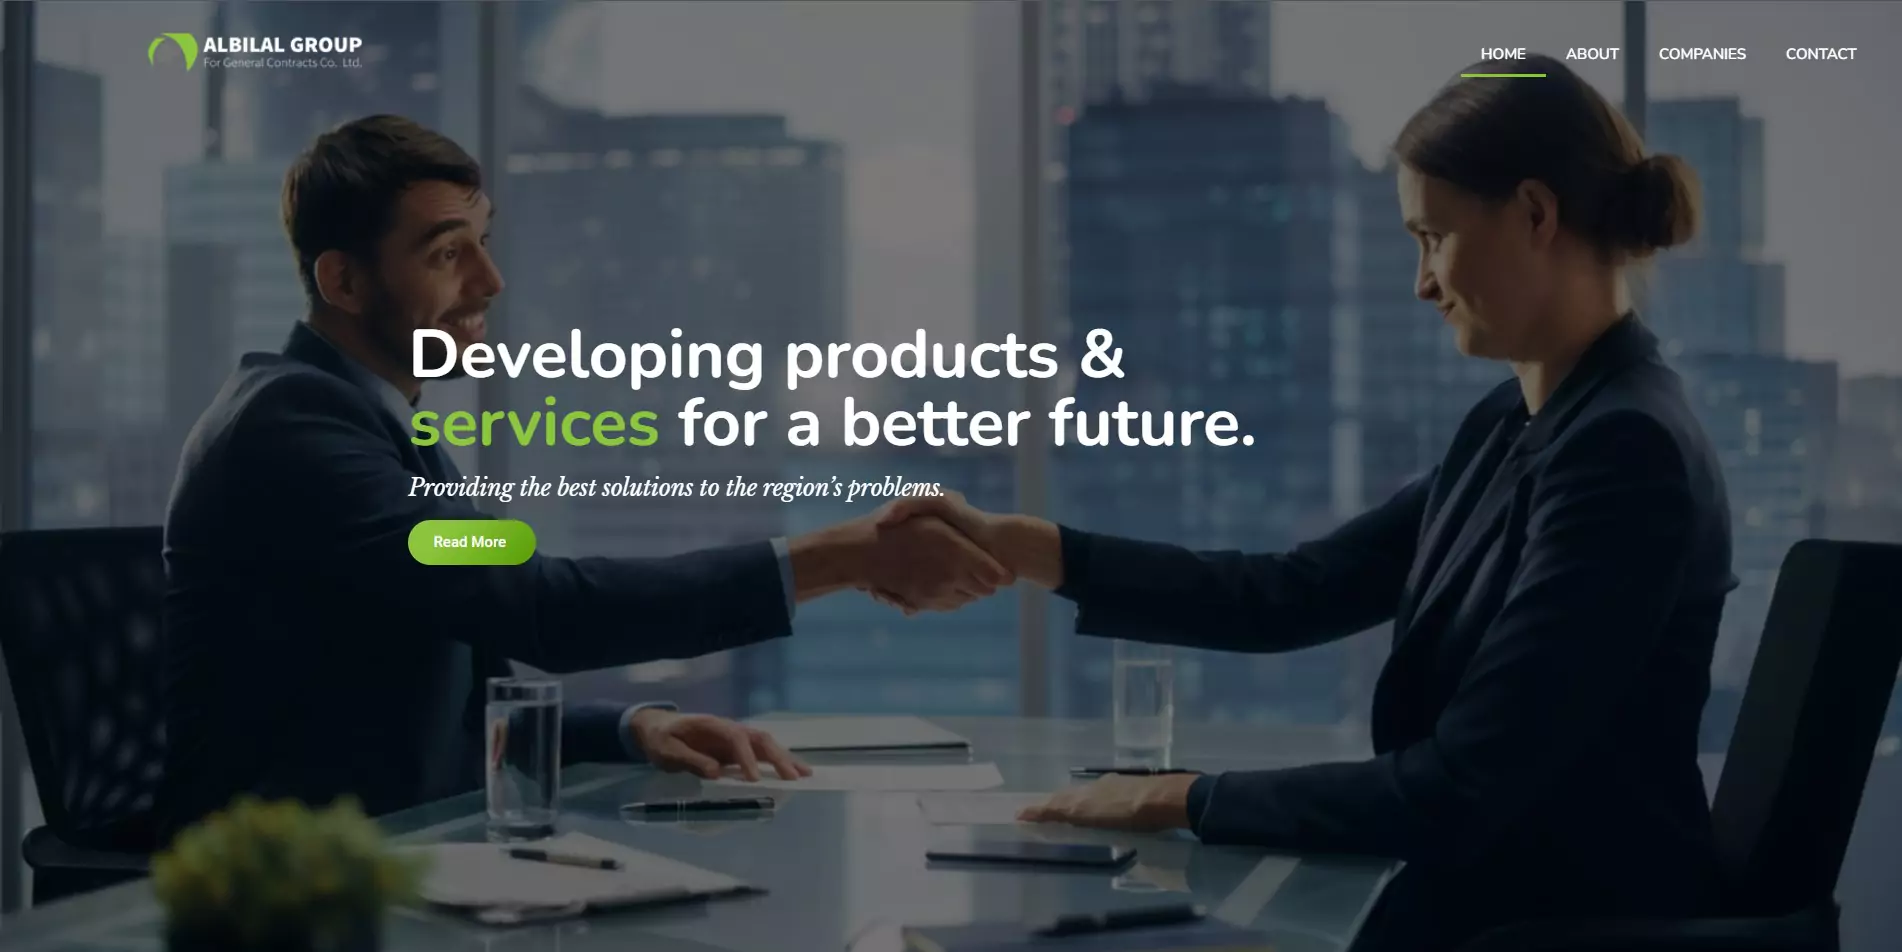 ALBILAL GROUP
For General Contracts Co. Ltd.
HOME ABOUT COMPANIES CONTACT
Developing products &
services for a better future.
Providing the best solutions to the region’s problems.
Read More